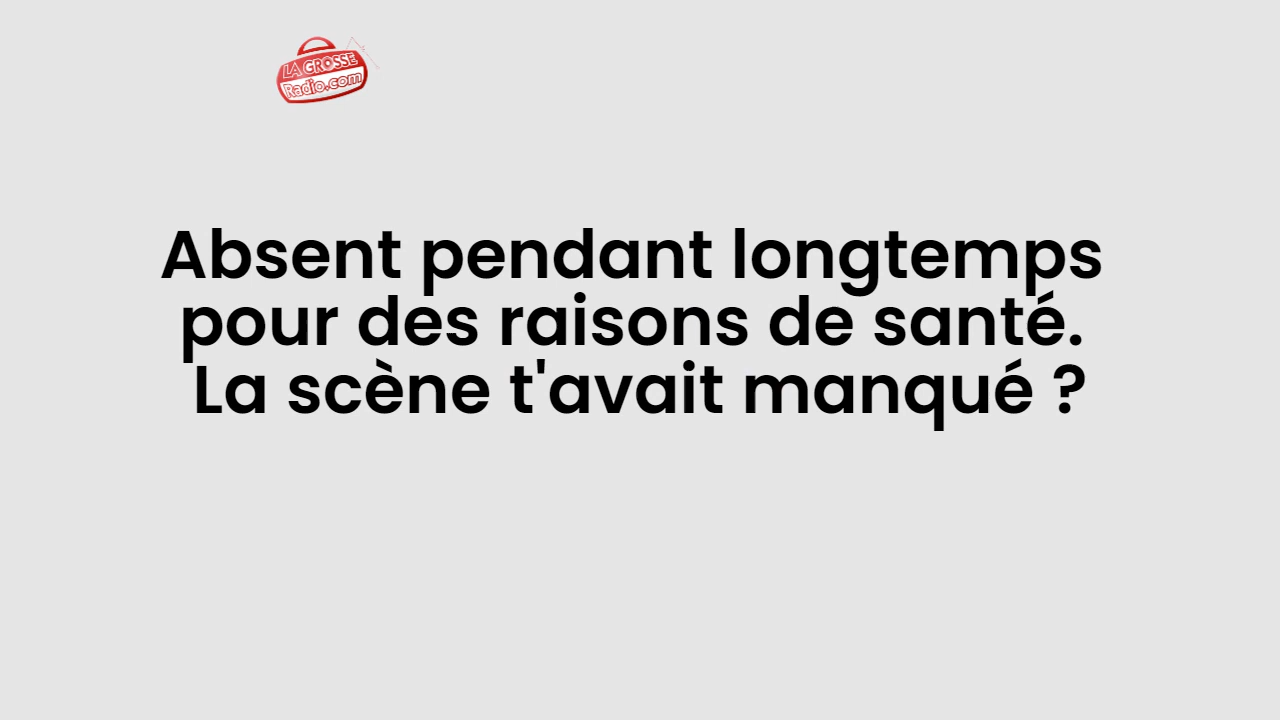 LA GROSSE
Radio.com
Absent pendant longtemps
pour des raisons de santé.
La scène t'avait manqué ?